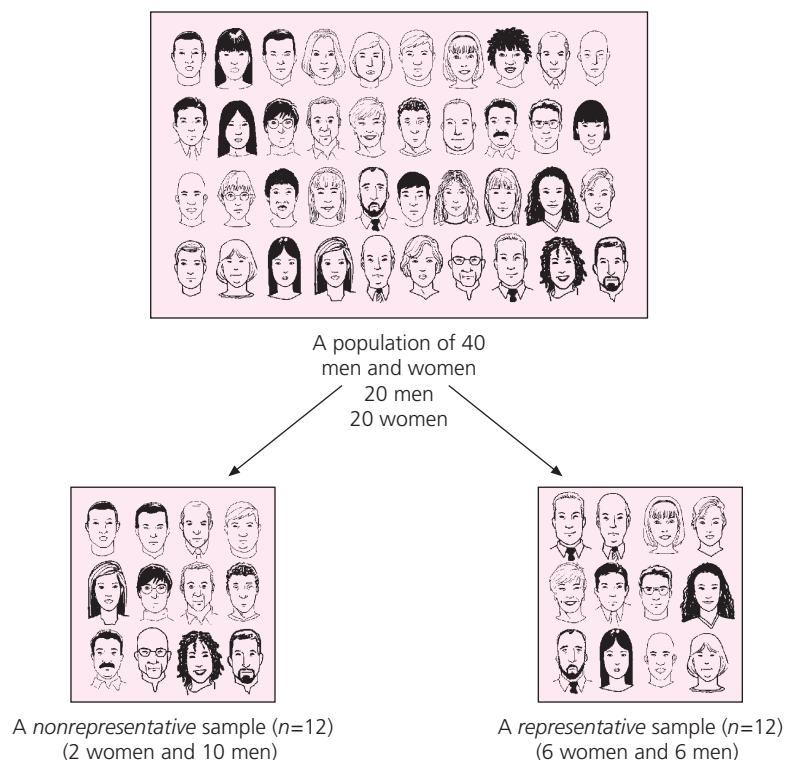 A population of 40
men and women
20 men
20 women
A nonrepresentative sample (n=12)
(2 women and 10 men)
A representative sample (n=12)
(6 women and 6 men)